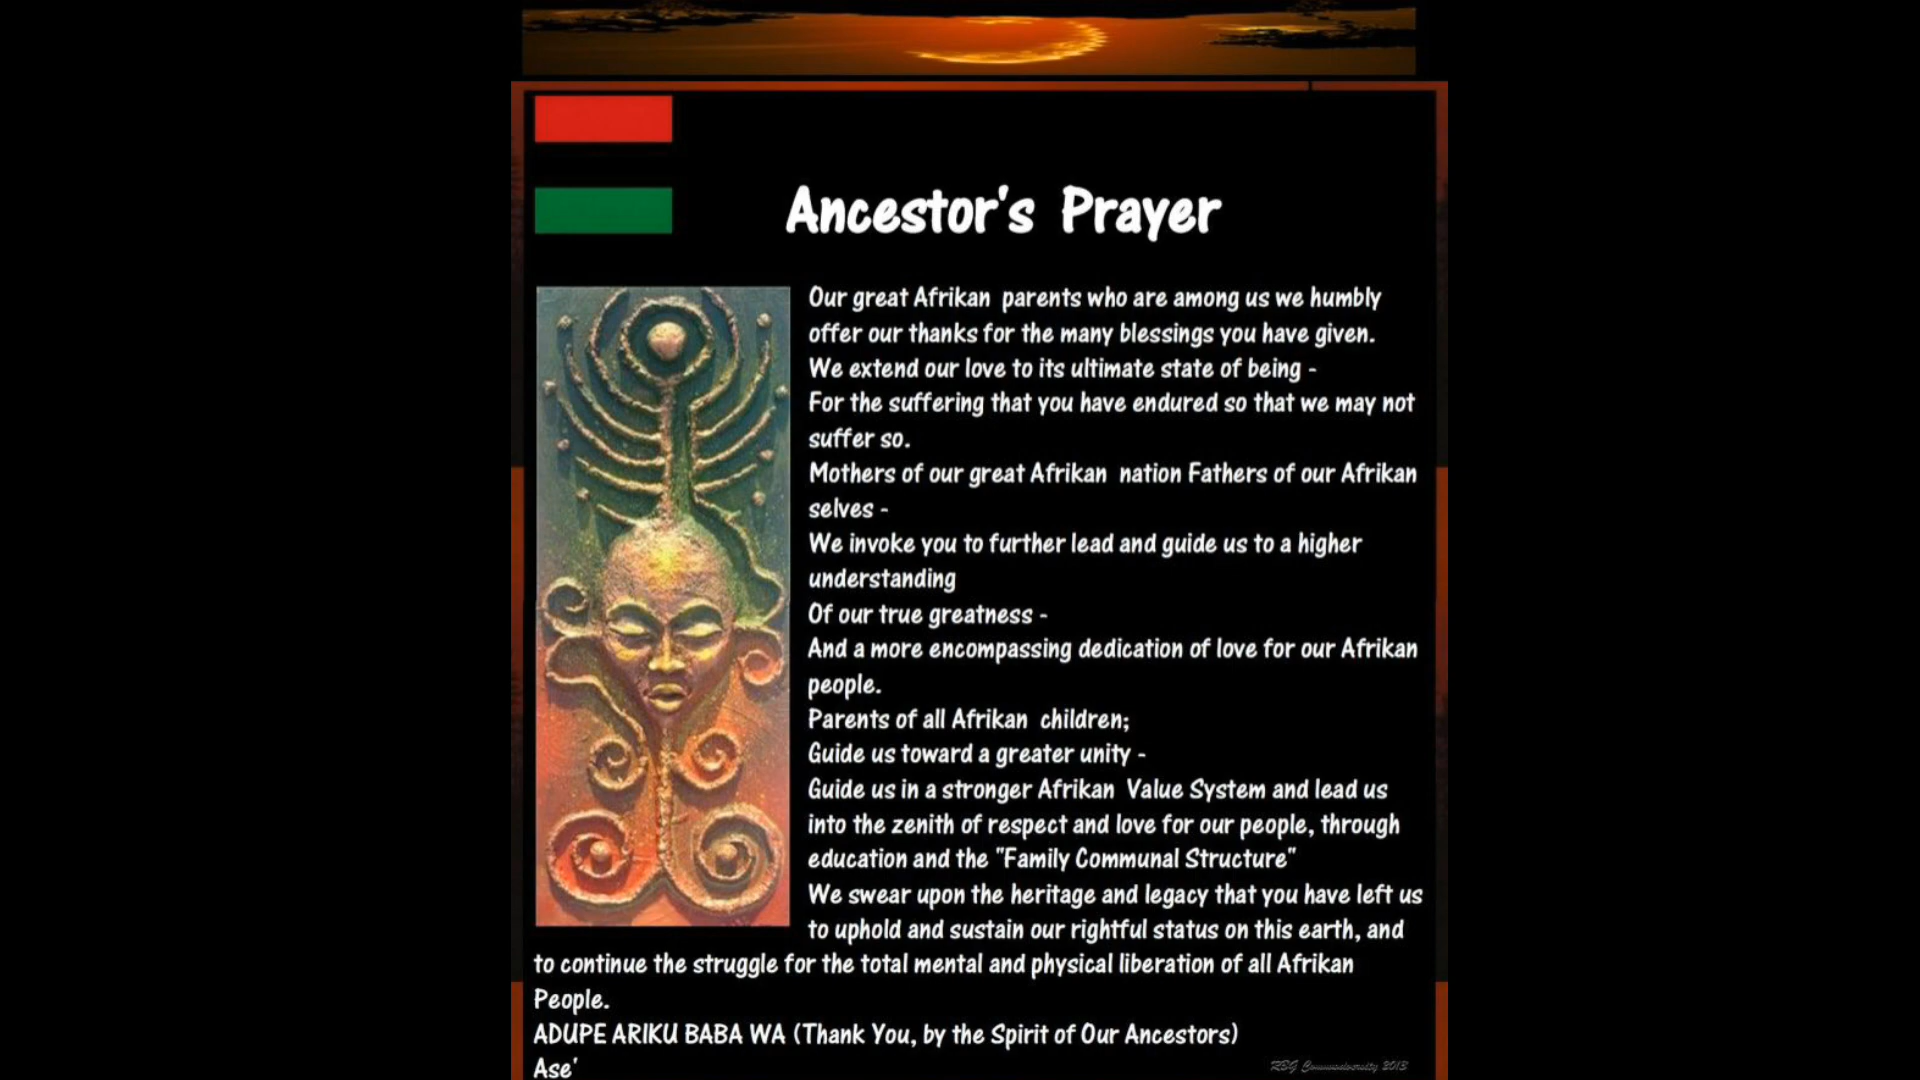 Ancestor's Prayer
Our great Afrikan parents who are among us we humbly
offer our thanks for the many blessings you have given.
We extend our love to its ultimate state of being -
For the suffering that you have endured so that we may not
suffer so.
Mothers of our great Afrikan nation Fathers of our Afrikan
selves -
We invoke you to further lead and guide us to a higher
understanding
Of our true greatness -
And a more encompassing dedication of love for our Afrikan
people.
Parents of all Afrikan children;
Guide us toward a greater unity -
Guide us in a stronger Afrikan Value System and lead us
into the zenith of respect and love for our people, through
education and the "Family Communal Structure"
We swear upon the heritage and legacy that you have left us
to uphold and sustain our rightful status on this earth, and
to continue the struggle for the total mental and physical liberation of all Afrikan
People.
ADUPE ARIKU BABA WA (Thank You, by the Spirit of Our Ancestors)
Ase'
RBG Communiversity 2013